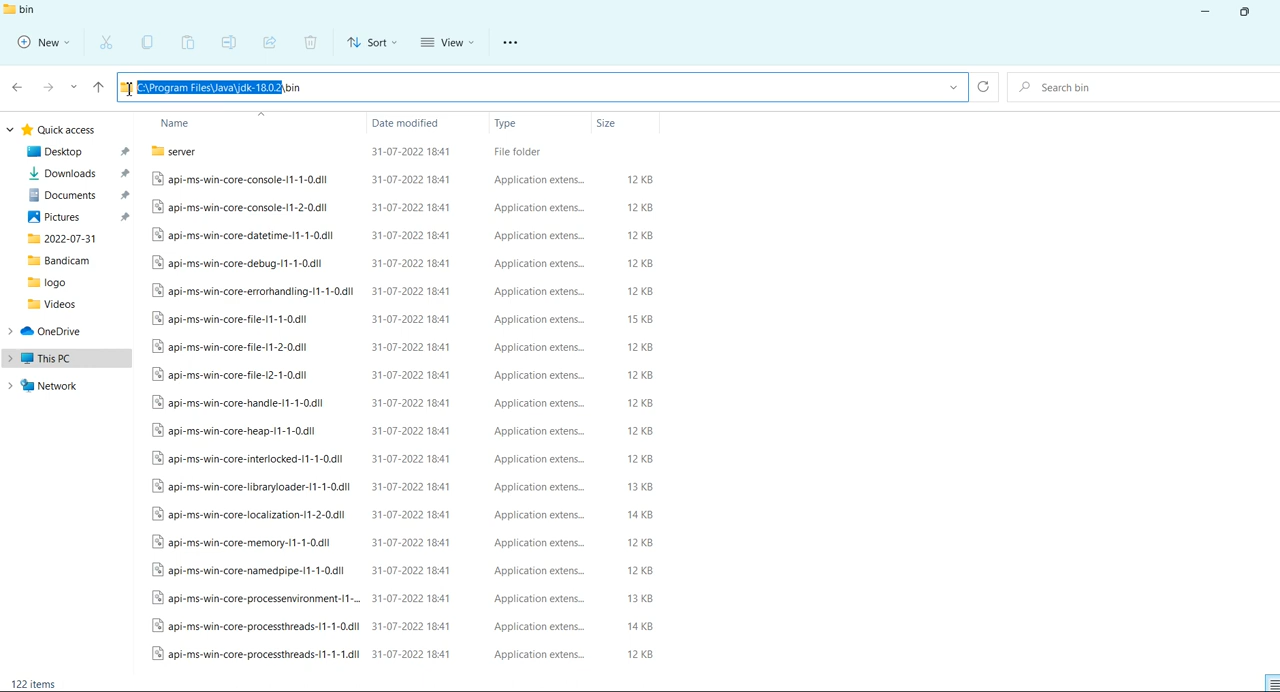 bin
New
Sort
View
C:\Program Files\Java\jdk-18.0.2\bin
Search bin
Name Date modified Type Size
Quick access
Desktop
Downloads
Documents
Pictures
2022-07-31
Bandicam
logo
Videos
OneDrive
This PC
Network
server 31-07-2022 18:41 File folder
api-ms-win-core-console-l1-1-0.dll 31-07-2022 18:41 Application extens... 12 KB
api-ms-win-core-console-l1-2-0.dll 31-07-2022 18:41 Application extens... 12 KB
api-ms-win-core-datetime-l1-1-0.dll 31-07-2022 18:41 Application extens... 12 KB
api-ms-win-core-debug-l1-1-0.dll 31-07-2022 18:41 Application extens... 12 KB
api-ms-win-core-errorhandling-l1-1-0.dll 31-07-2022 18:41 Application extens... 12 KB
api-ms-win-core-file-l1-1-0.dll 31-07-2022 18:41 Application extens... 15 KB
api-ms-win-core-file-l1-2-0.dll 31-07-2022 18:41 Application extens... 12 KB
api-ms-win-core-file-l2-1-0.dll 31-07-2022 18:41 Application extens... 12 KB
api-ms-win-core-handle-l1-1-0.dll 31-07-2022 18:41 Application extens... 12 KB
api-ms-win-core-heap-l1-1-0.dll 31-07-2022 18:41 Application extens... 12 KB
api-ms-win-core-interlocked-l1-1-0.dll 31-07-2022 18:41 Application extens... 12 KB
api-ms-win-core-libraryloader-l1-1-0.dll 31-07-2022 18:41 Application extens... 13 KB
api-ms-win-core-localization-l1-2-0.dll 31-07-2022 18:41 Application extens... 14 KB
api-ms-win-core-memory-l1-1-0.dll 31-07-2022 18:41 Application extens... 12 KB
api-ms-win-core-namedpipe-l1-1-0.dll 31-07-2022 18:41 Application extens... 12 KB
api-ms-win-core-processenvironment-l1-... 31-07-2022 18:41 Application extens... 13 KB
api-ms-win-core-processthreads-l1-1-0.dll 31-07-2022 18:41 Application extens... 14 KB
api-ms-win-core-processthreads-l1-1-1.dll 31-07-2022 18:41 Application extens... 12 KB
122 items